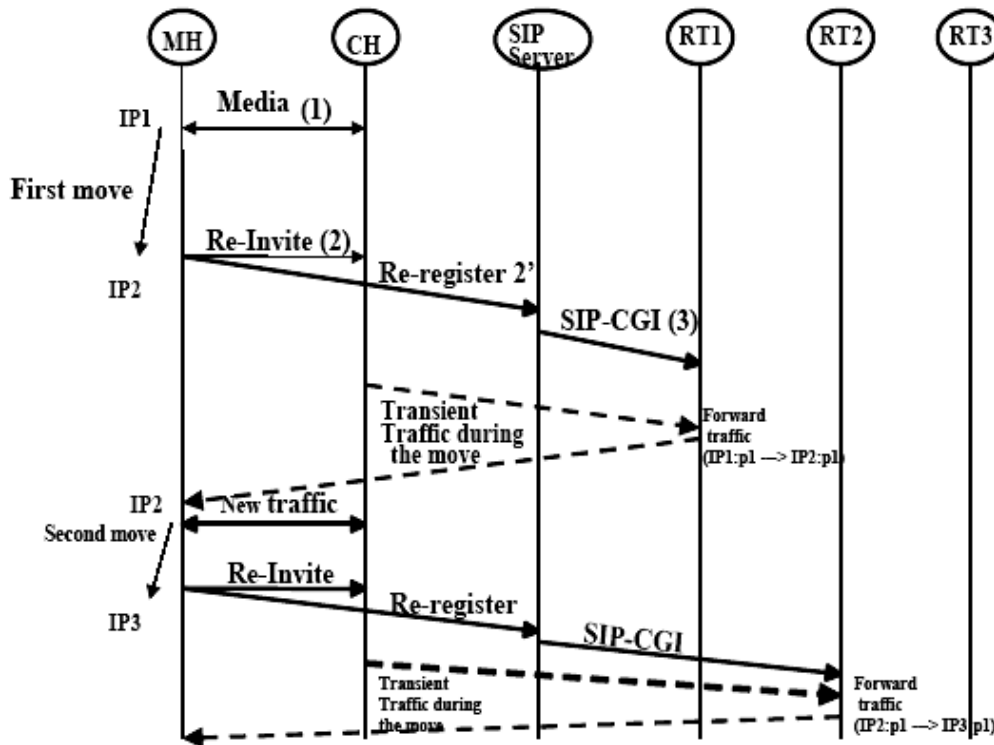 MH
CH
SIP
Server
RT1
RT2
RT3
Media (1)
IP1
First move
Re-Invite (2)
IP2
Re-register 2’
SIP-CGI (3)
Transient
Traffic during
the move
Forward
traffic
(IP1:p1 ---> IP2:p1)
IP2
New traffic
Second move
Re-Invite
IP3
Re-register
SIP-CGI
Transient
Traffic during
the move
Forward
traffic
(IP2:p1 ---> IP3:p1)